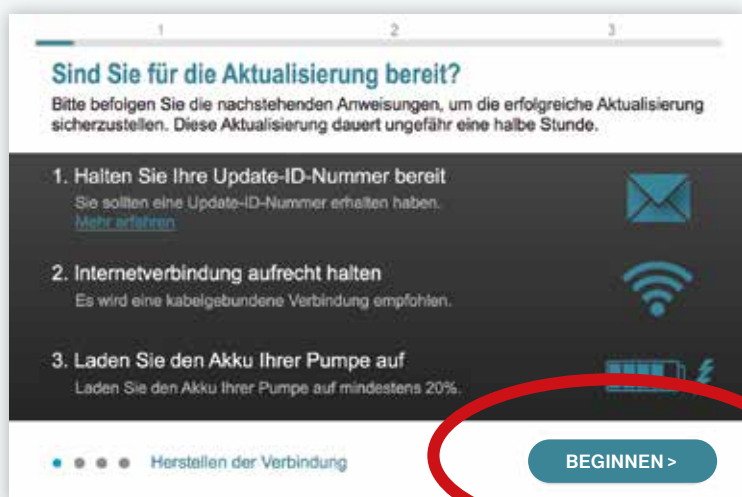 1 2 3
Sind Sie für die Aktualisierung bereit?
Bitte befolgen Sie die nachstehenden Anweisungen, um die erfolgreiche Aktualisierung
sicherzustellen. Diese Aktualisierung dauert ungefähr eine halbe Stunde.
1. Halten Sie Ihre Update-ID-Nummer bereit
Sie sollten eine Update-ID-Nummer erhalten haben.
Mehr erfahren
2. Internetverbindung aufrecht halten
Es wird eine kabelgebundene Verbindung empfohlen.
3. Laden Sie den Akku Ihrer Pumpe auf
Laden Sie den Akku Ihrer Pumpe auf mindestens 20%.
Herstellen der Verbindung
BEGINNEN >